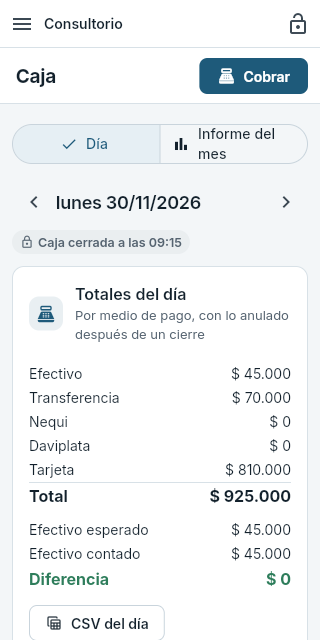 Consultorio
Caja
Cobrar
Día
Informe del
mes
lunes 30/11/2026
Caja cerrada a las 09:15
Totales del día
Por medio de pago, con lo anulado
después de un cierre
Efectivo $ 45.000
Transferencia $ 70.000
Nequi $ 0
Daviplata $ 0
Tarjeta $ 810.000
Total $ 925.000
Efectivo esperado $ 45.000
Efectivo contado $ 45.000
Diferencia $ 0
CSV del día